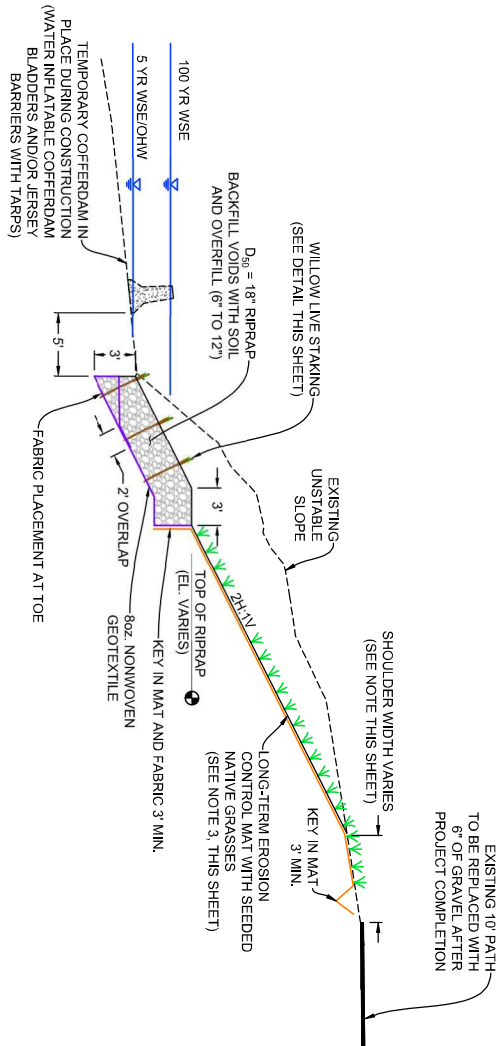 EXISTING 10' PATH
TO BE REPLACED WITH
6" OF GRAVEL AFTER
PROJECT COMPLETION
SHOULDER WIDTH VARIES
(SEE NOTE THIS SHEET)
EXISTING
UNSTABLE
SLOPE
WILLOW LIVE STAKING
(SEE DETAIL THIS SHEET)
D50 = 18" RIPRAP
BACKFILL VOIDS WITH SOIL
AND OVERFILL (6" TO 12")
100 YR WSE
5 YR WSE/OHW
TEMPORARY COFFERDAM IN
PLACE DURING CONSTRUCTION
(WATER INFLATABLE COFFERDAM
BLADDERS AND/OR JERSEY
BARRIERS WITH TARPS)
5'
3'
3'
2H:1V
KEY IN MAT
3' MIN.
LONG-TERM EROSION
CONTROL MAT WITH SEEDED
NATIVE GRASSES
(SEE NOTE 3, THIS SHEET)
TOP OF RIPRAP
(EL. VARIES)
KEY IN MAT AND FABRIC 3' MIN.
8oz. NONWOVEN
GEOTEXTILE
2' OVERLAP
FABRIC PLACEMENT AT TOE